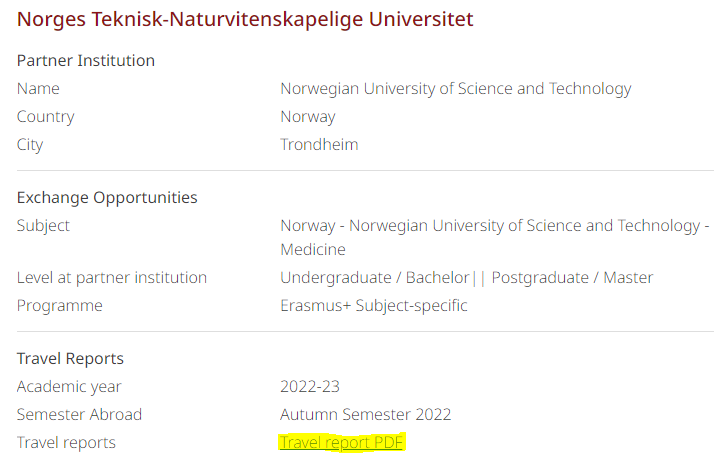 Norges Teknisk-Naturvitenskapelige Universitet
Partner Institution
Name Norwegian University of Science and Technology
Country Norway
City Trondheim
Exchange Opportunities
Subject Norway - Norwegian University of Science and Technology -
Medicine
Level at partner institution Undergraduate / Bachelor|| Postgraduate / Master
Programme Erasmus+ Subject-specific
Travel Reports
Academic year 2022-23
Semester Abroad Autumn Semester 2022
Travel reports Travel report PDF